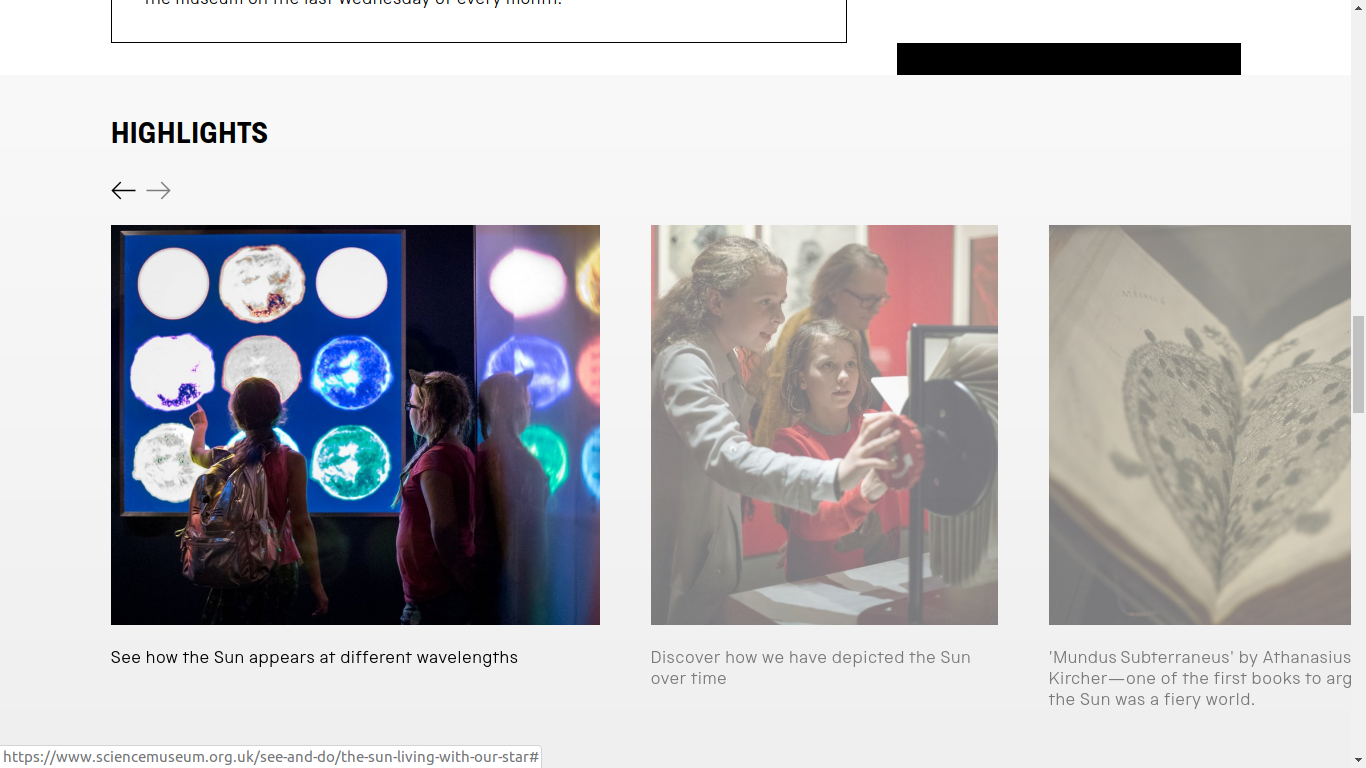 The museum on the last Wednesday of every month.
HIGHLIGHTS
See how the Sun appears at different wavelengths
Discover how we have depicted the Sun
over time
'Mundus Subterraneus' by Athanasius
Kircher—one of the first books to arg
the Sun was a fiery world.
https://www.sciencemuseum.org.uk/see-and-do/the-sun-living-with-our-star#